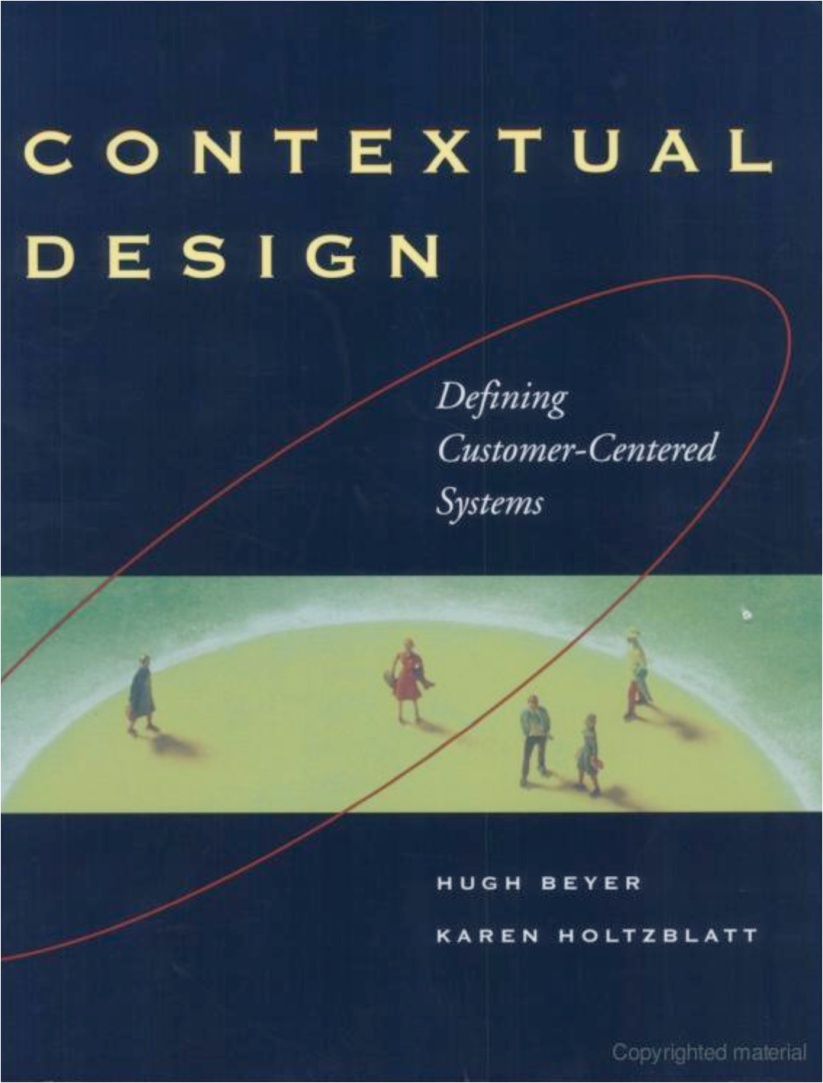 CONTEXTUAL
DESIGN
Defining
Customer-Centered
Systems
HUGH BEYER
KAREN HOLTZBLATT
Copyrighted material